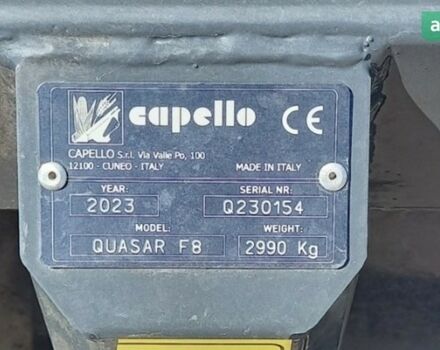 a
capello CE
CAPELLO S.r.l. Via Valle Po, 100
12100 - CUNEO - ITALY MADE IN ITALY
YEAR: SERIAL NR:
2023 Q230154
MODEL: WEIGHT:
QUASAR F8 2990 Kg